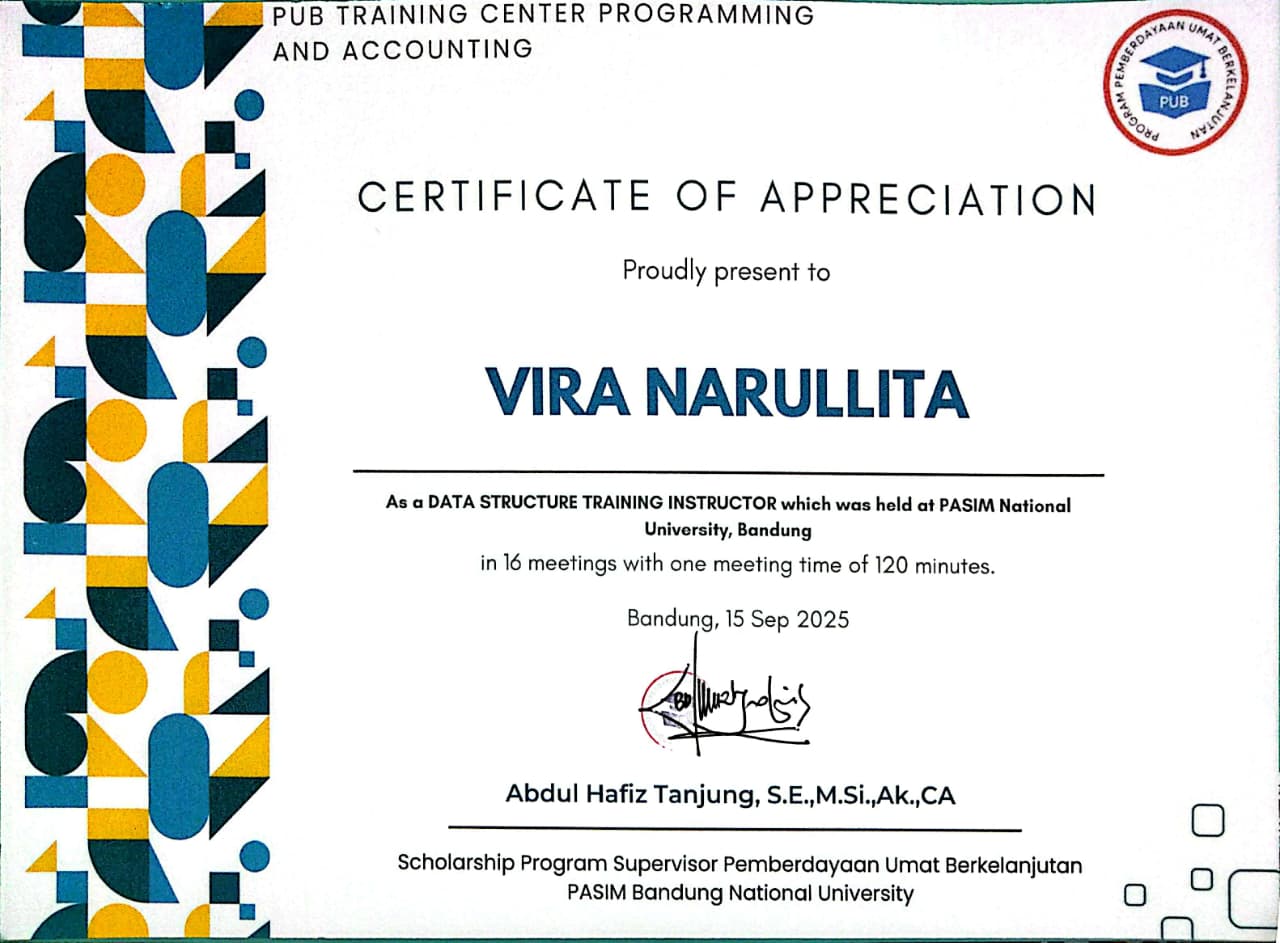 PUB TRAINING CENTER PROGRAMMING
AND ACCOUNTING
PROGRAM PEMBERDAYAAN UMAT BERKELANJUTAN
PUB
CERTIFICATE OF APPRECIATION
Proudly present to
VIRA NARULLITA
As a DATA STRUCTURE TRAINING INSTRUCTOR which was held at PASIM National
University, Bandung
in 16 meetings with one meeting time of 120 minutes.
Bandung, 15 Sep 2025
Abdul Hafiz Tanjung, S.E.,M.Si.,Ak.,CA
Scholarship Program Supervisor Pemberdayaan Umat Berkelanjutan
PASIM Bandung National University